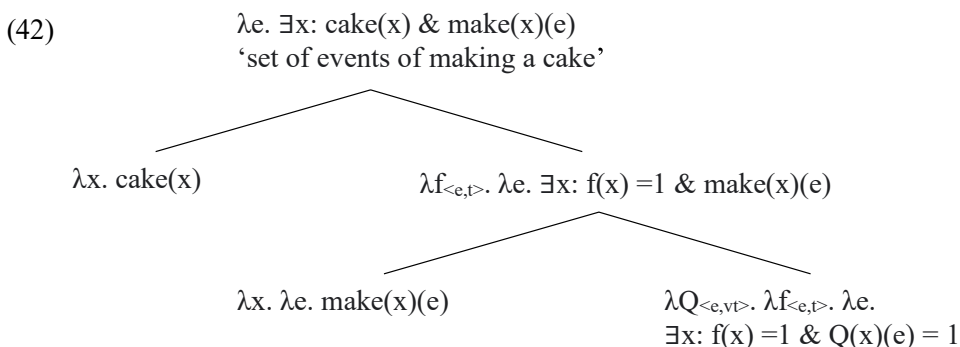 (42)
λe. ∃x: cake(x) & make(x)(e)
‘set of events of making a cake’
λx. cake(x)
λf<e,t>. λe. ∃x: f(x) =1 & make(x)(e)
λx. λe. make(x)(e)
λQ<e,vt>. λf<e,t>. λe.
∃x: f(x) =1 & Q(x)(e) = 1